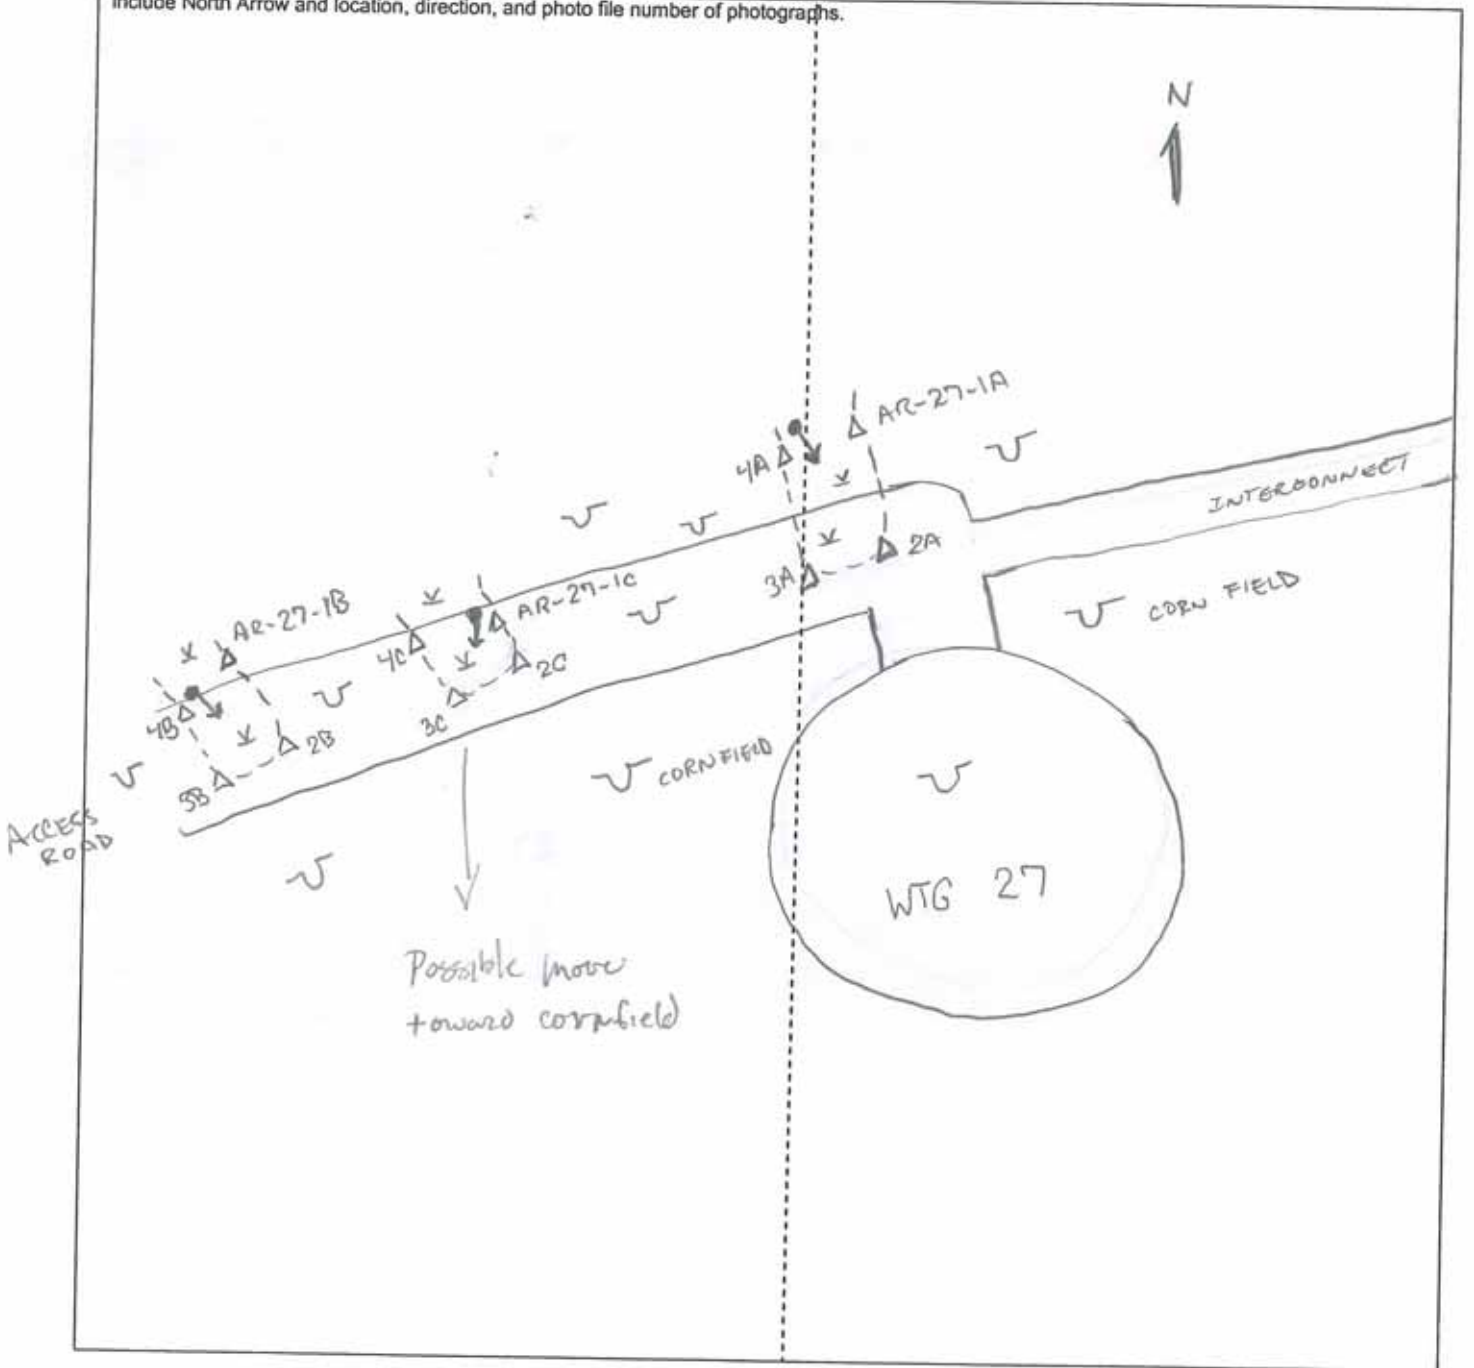 Include North Arrow and location, direction, and photo file number of photographs.
N
AR-27-1A
4A
INTERCONNECT
2A
3A
CORN FIELD
AR-27-1C
AR-27-1B
4C
2C
3C
4B
2B
3B
CORNFIELD
ACCESS
ROAD
WTG 27
Possible move
toward cornfield